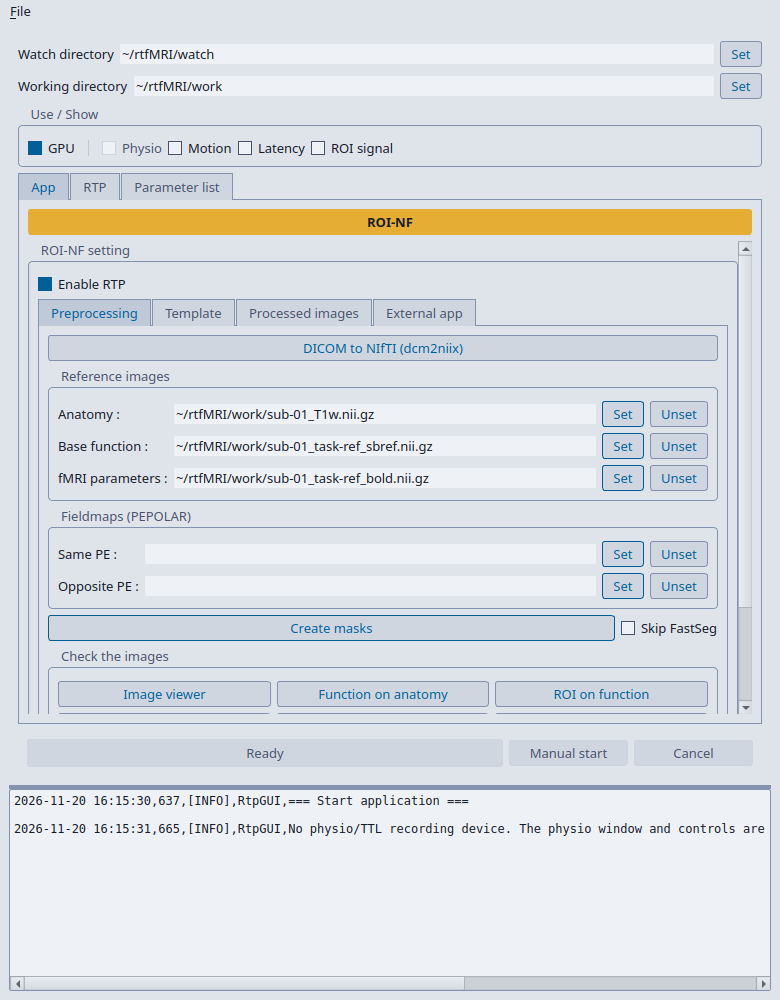 File
Watch directory ~/rtfMRI/watch Set
Working directory ~/rtfMRI/work Set
Use / Show
GPU Physio Motion Latency ROI signal
App RTP Parameter list
ROI-NF
ROI-NF setting
Enable RTP
Preprocessing Template Processed images External app
DICOM to NIfTI (dcm2niix)
Reference images
Anatomy : ~/rtfMRI/work/sub-01_T1w.nii.gz Set Unset
Base function : ~/rtfMRI/work/sub-01_task-ref_sbref.nii.gz Set Unset
fMRI parameters : ~/rtfMRI/work/sub-01_task-ref_bold.nii.gz Set Unset
Fieldmaps (PEPOLAR)
Same PE : Set Unset
Opposite PE : Set Unset
Create masks Skip FastSeg
Check the images
Image viewer Function on anatomy ROI on function
Ready Manual start Cancel
2026-11-20 16:15:30,637,[INFO],RtpGUI,=== Start application ===
2026-11-20 16:15:31,665,[INFO],RtpGUI,No physio/TTL recording device. The physio window and controls are